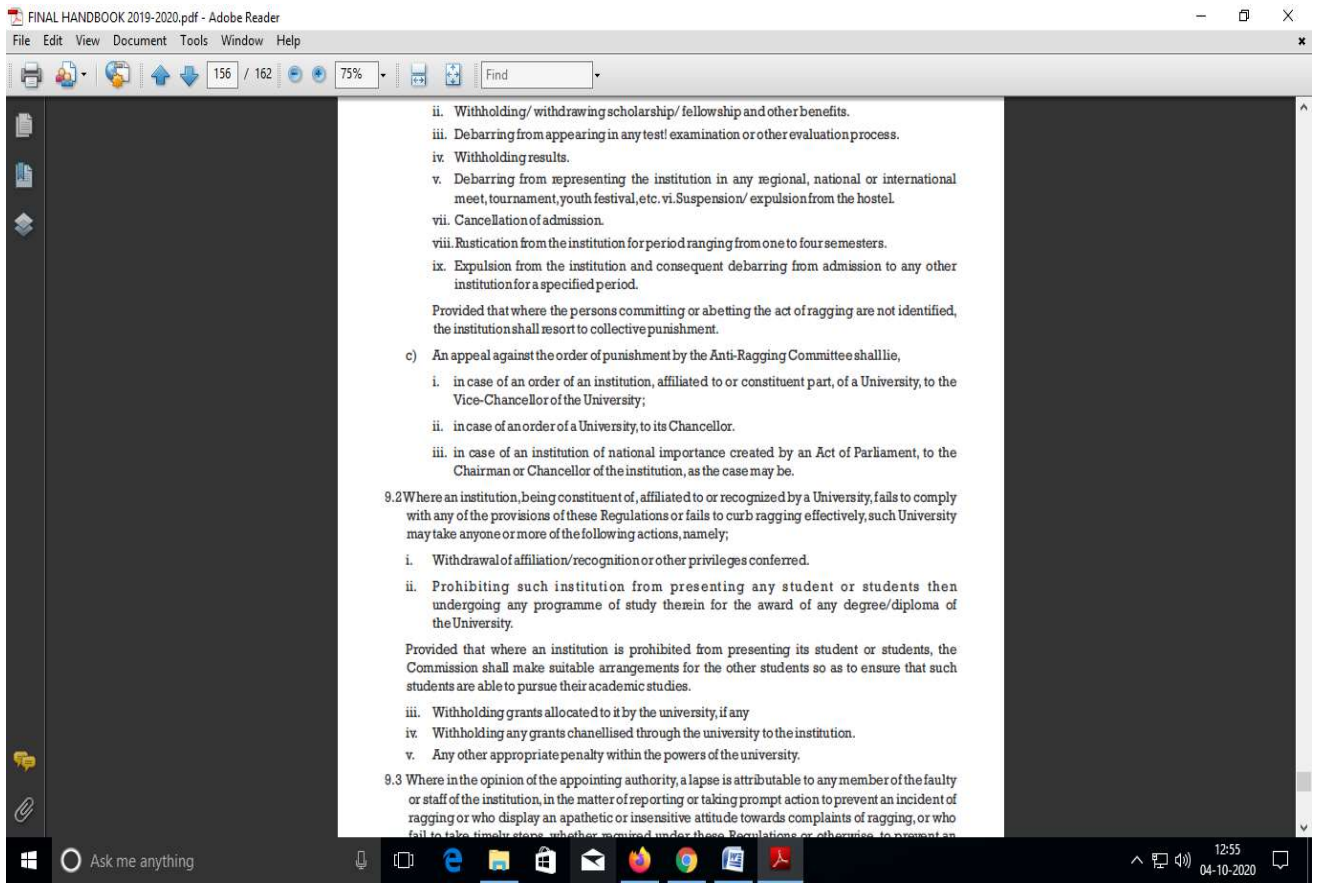 FINAL HANDBOOK 2019-2020.pdf - Adobe Reader
File Edit View Document Tools Window Help
156 / 162 75% Find
ii. Withholding/ withdrawing scholarship/ fellowship and other benefits.
iii. Debarring from appearing in any test! examination or other evaluation process.
iv. Withholding results.
v. Debarring from representing the institution in any regional, national or international
meet, tournament, youth festival, etc. vi. Suspension/ expulsion from the hostel.
vii. Cancellation of admission.
viii. Rustication from the institution for period ranging from one to four semesters.
ix. Expulsion from the institution and consequent debarring from admission to any other
institution for a specified period.
Provided that where the persons committing or abetting the act of ragging are not identified,
the institution shall resort to collective punishment.
c) An appeal against the order of punishment by the Anti-Ragging Committee shall lie,
i. in case of an order of an institution, affiliated to or constituent part, of a University, to the
Vice-Chancellor of the University;
ii. in case of an order of a University, to its Chancellor.
iii. in case of an institution of national importance created by an Act of Parliament, to the
Chairman or Chancellor of the institution, as the case may be.
9.2 Where an institution, being constituent of, affiliated to or recognized by a University, fails to comply
with any of the provisions of these Regulations or fails to curb ragging effectively, such University
may take anyone or more of the following actions, namely;
i. Withdrawal of affiliation/recognition or other privileges conferred.
ii. Prohibiting such institution from presenting any student or students then
undergoing any programme of study therein for the award of any degree/diploma of
the University.
Provided that where an institution is prohibited from presenting its student or students, the
Commission shall make suitable arrangements for the other students so as to ensure that such
students are able to pursue their academic studies.
iii. Withholding grants allocated to it by the university, if any
iv. Withholding any grants chanellised through the university to the institution.
v. Any other appropriate penalty within the powers of the university.
9.3 Where in the opinion of the appointing authority, a lapse is attributable to any member of the faulty
or staff of the institution, in the matter of reporting or taking prompt action to prevent an incident of
ragging or who display an apathetic or insensitive attitude towards complaints of ragging, or who
fail to take timely steps, whether required under these Regulations or otherwise, to prevent an
Ask me anything
12:55
04-10-2020